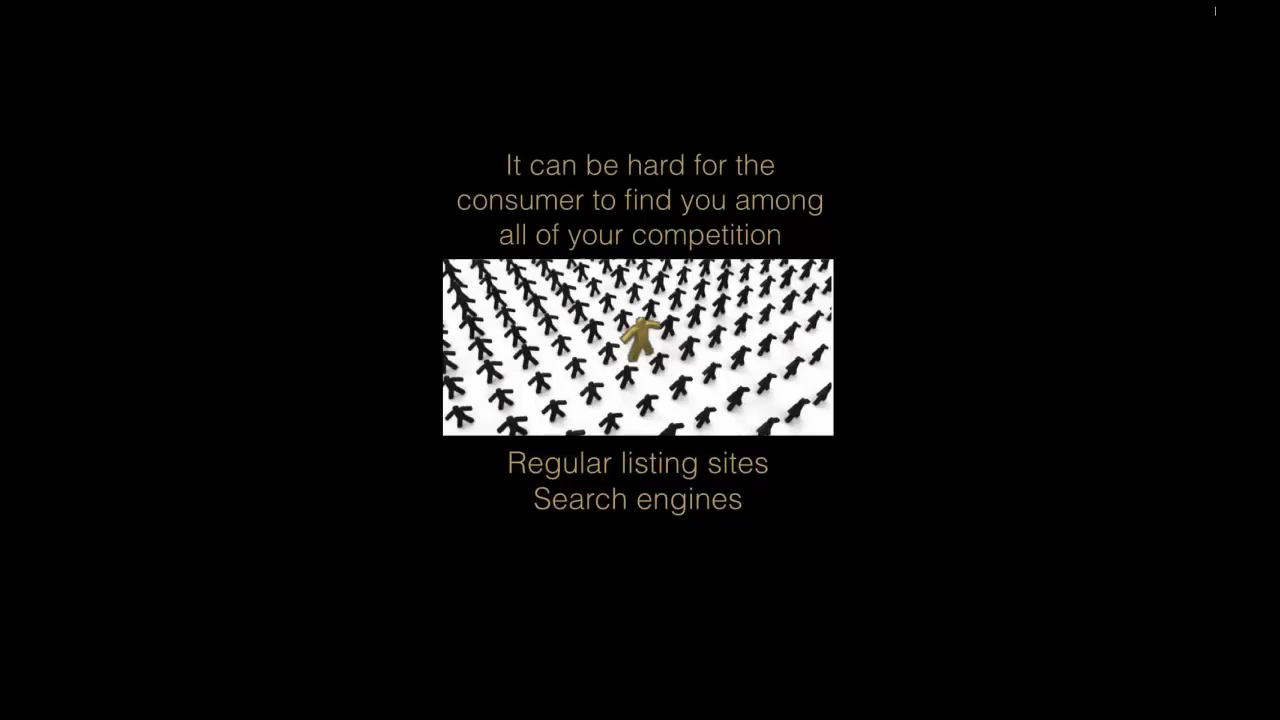 It can be hard for the
consumer to find you among
all of your competition
Regular listing sites
Search engines